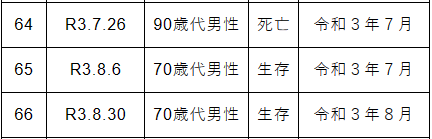 64 R3.7.26 90歳代男性 死亡 令和３年７月
65 R3.8.6 70歳代男性 生存 令和３年７月
66 R3.8.30 70歳代男性 生存 令和３年８月